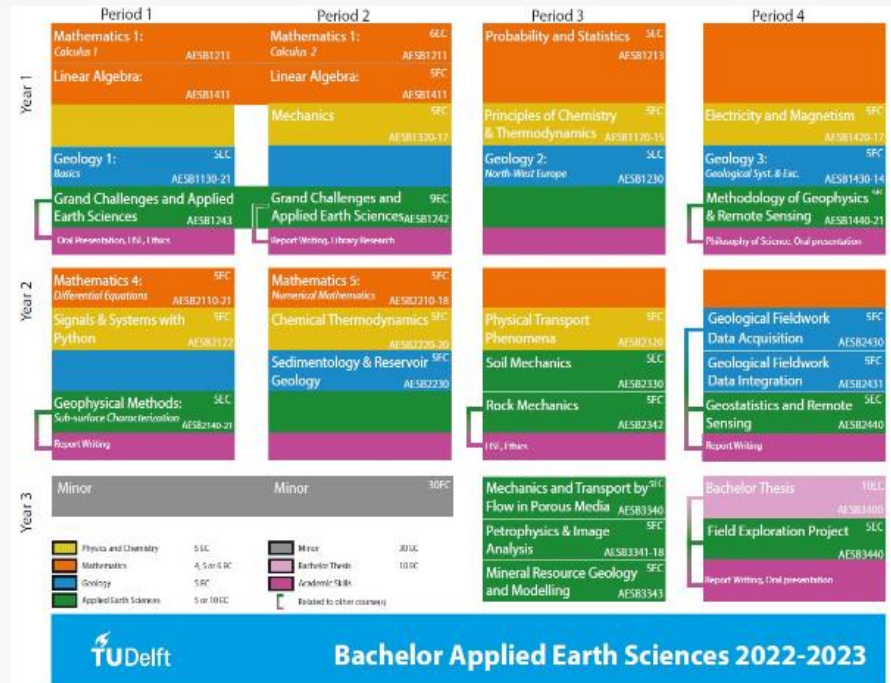 Period 1
Period 2
Period 3
Period 4
Year 1
Mathematics 1:
Calculus 1
AESB1211
Mathematics 1:
6EC
Calculus 2
AESB1211
Probability and Statistics
5EC
AESB1213
Linear Algebra:
AESB1411
Linear Algebra:
5EC
AESB1411
Mechanics
5EC
AESB1320-17
Principles of Chemistry
5EC
& Thermodynamics
AESB1120-15
Electricity and Magnetism
5EC
AESB1420-17
Geology 1:
5EC
Basics
AESB1130-21
Geology 2:
5EC
North-West Europe
AESB1230
Geology 3:
5EC
Geological Syst. & Exc.
AESB1430-14
Grand Challenges and Applied
Earth Sciences
AESB1243
Grand Challenges and
9EC
Applied Earth Sciences
AESB1242
Methodology of Geophysics
& Remote Sensing
AESB1440-21
Oral Presentation, HSE, Ethics
Report Writing, Library Research
Philosophy of Science, Oral presentation
Year 2
Mathematics 4:
5EC
Differential Equations
AESB2110-21
Mathematics 5:
5EC
Numerical Mathematics
AESB2210-18
Signals & Systems with
5EC
Python
AESB2122
Chemical Thermodynamics
5EC
AESB2220-20
Physical Transport
5EC
Phenomena
AESB2320
Geological Fieldwork
5EC
Data Acquisition
AESB2430
Sedimentology & Reservoir
5EC
Geology
AESB2230
Soil Mechanics
5EC
AESB2330
Geological Fieldwork
5EC
Data Integration
AESB2431
Geophysical Methods:
5EC
Sub-surface Characterization
AESB2140-21
Rock Mechanics
5EC
AESB2342
Geostatistics and Remote
5EC
Sensing
AESB2440
Report Writing
HSE, Ethics
Report Writing
Year 3
Minor
Minor
30EC
Mechanics and Transport by
5EC
Flow in Porous Media
AESB3340
Bachelor Thesis
10EC
AESB3400
Petrophysics & Image
5EC
Analysis
AESB3341-18
Field Exploration Project
5EC
AESB3440
Mineral Resource Geology
5EC
and Modelling
AESB3343
Report Writing, Oral presentation
Physics and Chemistry
5 EC
Mathematics
4, 5 or 6 EC
Geology
5 EC
Applied Earth Sciences
5 or 10 EC
Minor
30 EC
Bachelor Thesis
10 EC
Academic Skills
Related to other course(s)
TUDelft
Bachelor Applied Earth Sciences 2022-2023